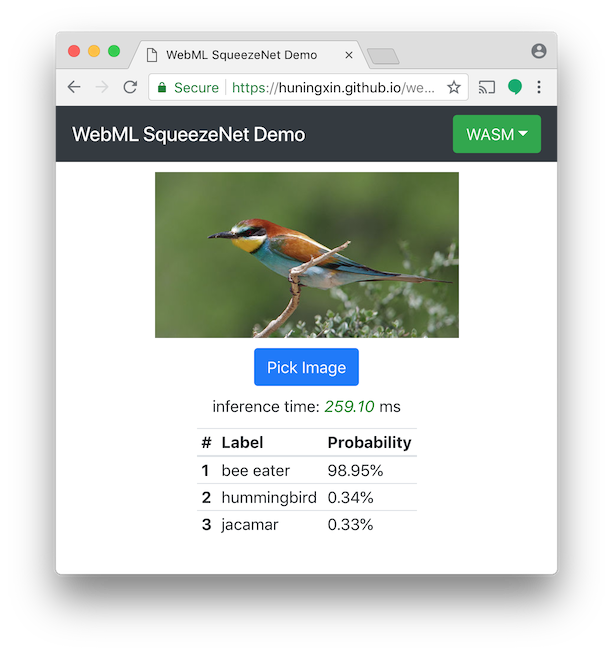 WebML SqueezeNet Demo
Secure https://huningxin.github.io/we...
WebML SqueezeNet Demo WASM
Pick Image
inference time: 259.10 ms
# Label Probability
1 bee eater 98.95%
2 hummingbird 0.34%
3 jacamar 0.33%